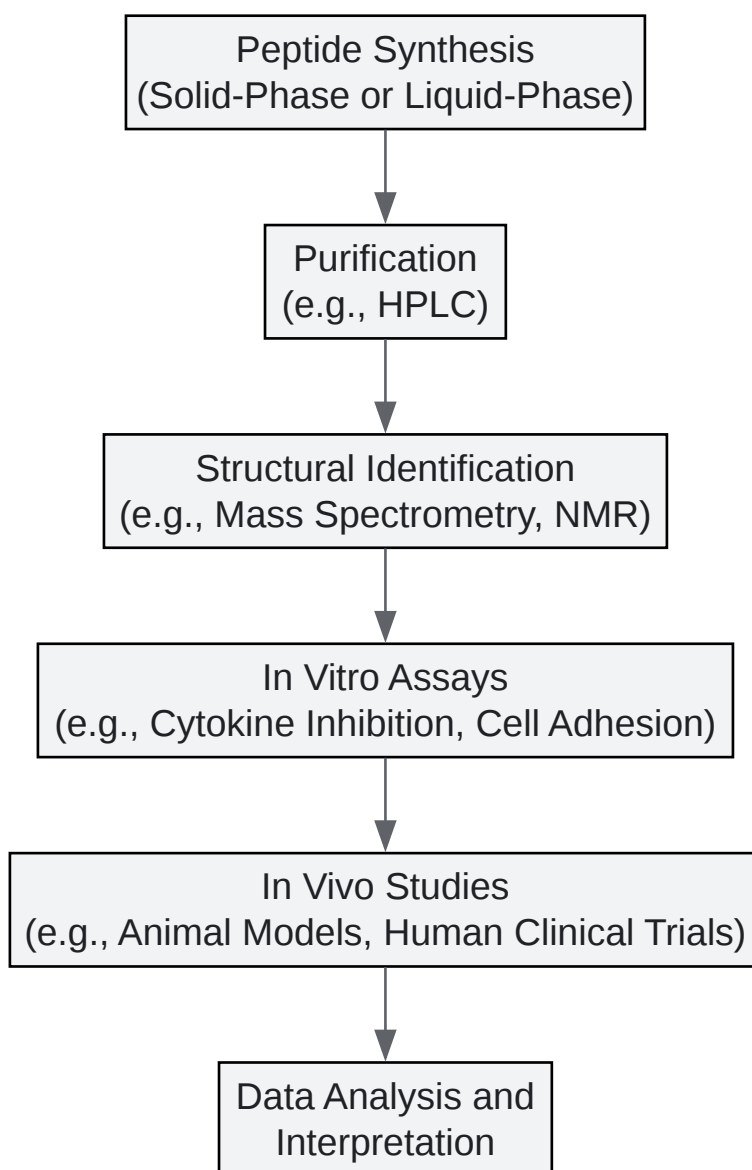 Peptide Synthesis
(Solid-Phase or Liquid-Phase)
Purification
(e.g., HPLC)
Structural Identification
(e.g., Mass Spectrometry, NMR)
In Vitro Assays
(e.g., Cytokine Inhibition, Cell Adhesion)
In Vivo Studies
(e.g., Animal Models, Human Clinical Trials)
Data Analysis and
Interpretation